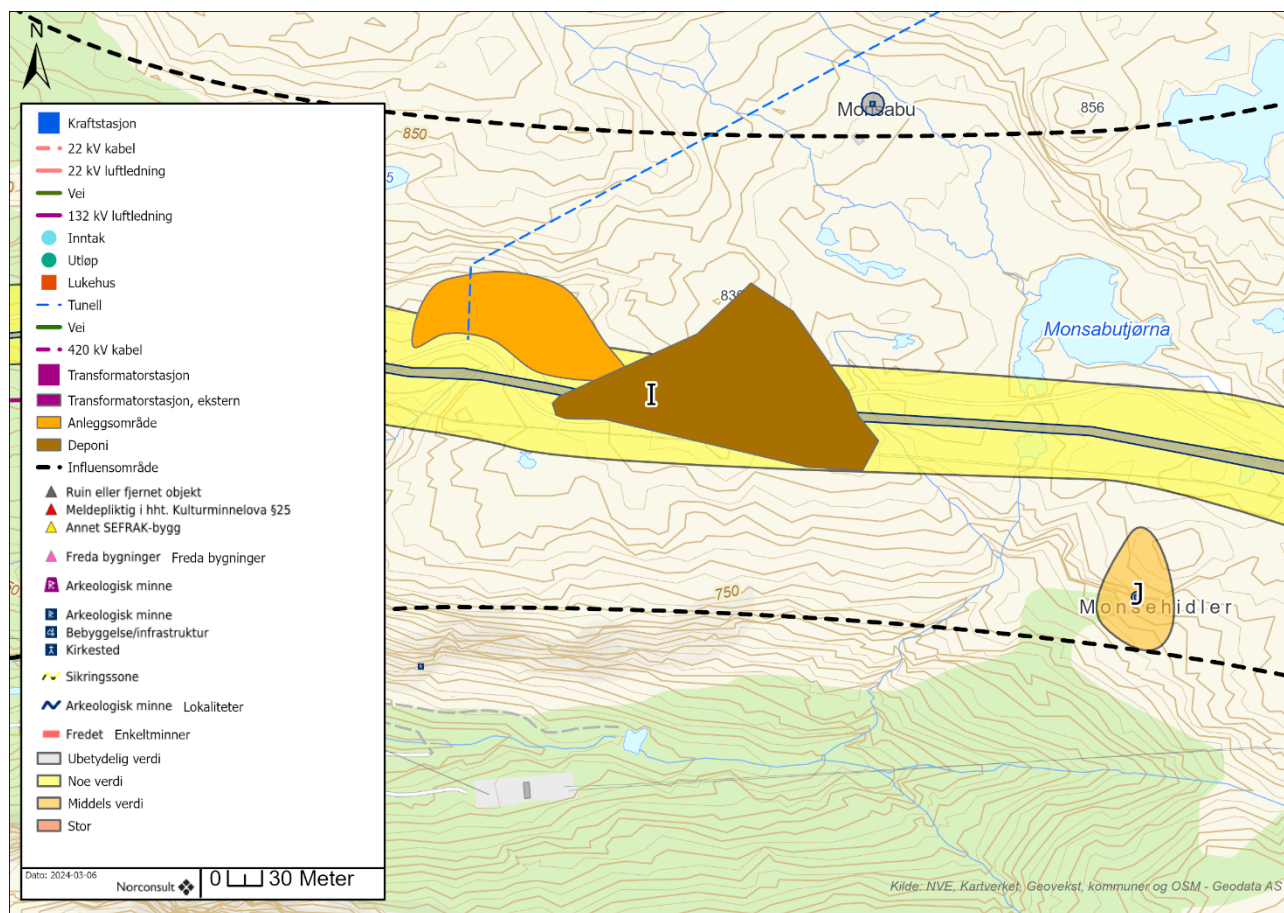 N
Kraftstasjon
22 kV kabel
22 kV luftledning
Vei
132 kV luftledning
Inntak
Utløp
Lukehus
Tunell
Vei
420 kV kabel
Transformatorstasjon
Transformatorstasjon, ekstern
Anleggsområde
Deponi
Influensområde
Ruin eller fjernet objekt
Meldepliktig i hht. Kulturminnelova §25
Annet SEFRAK-bygg
Freda bygninger Freda bygninger
Arkeologisk minne
Arkeologisk minne
Bebyggelse/infrastruktur
Kirkested
Sikringssone
Arkeologisk minne Lokaliteter
Fredet Enkeltminner
Ubetydelig verdi
Noe verdi
Middels verdi
Stor
Dato: 2024-03-06
Norconsult
0 30 Meter
850
Monsabu
856
Monsabutjørna
I
750
J
Monsehidler
Kilde: NVE, Kartverket, Geovekst, kommuner og OSM - Geodata AS